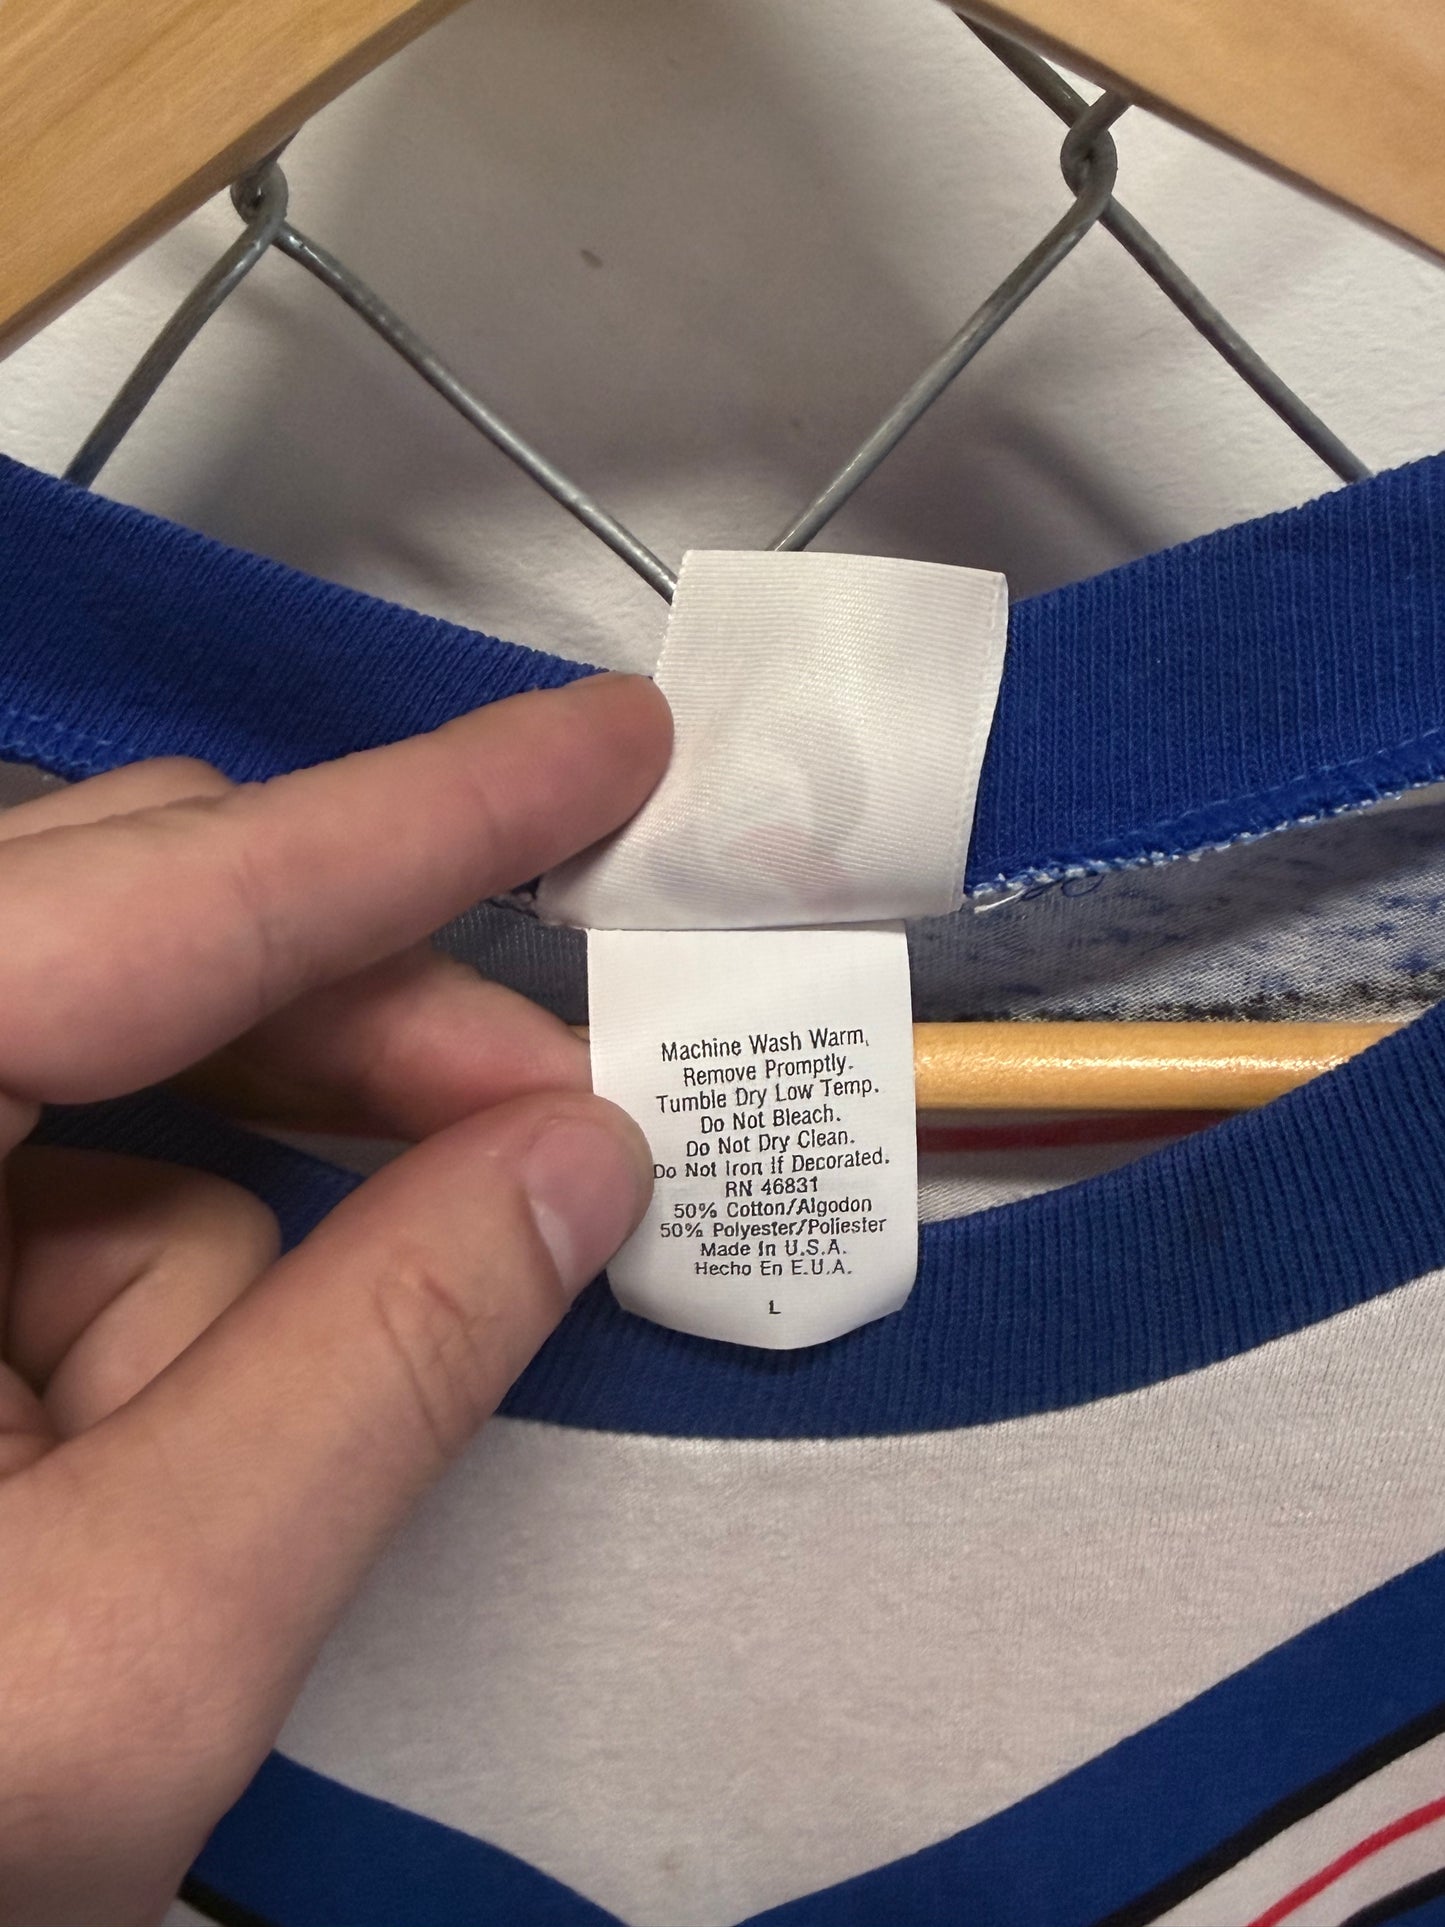 Machine Wash Warm,
Remove Promptly.
Tumble Dry Low Temp.
Do Not Bleach.
Do Not Dry Clean.
Do Not Iron If Decorated.
RN 46831
50% Cotton/Algodon
50% Polyester/Poliester
Made In U.S.A.
Hecho En E.U.A.
L